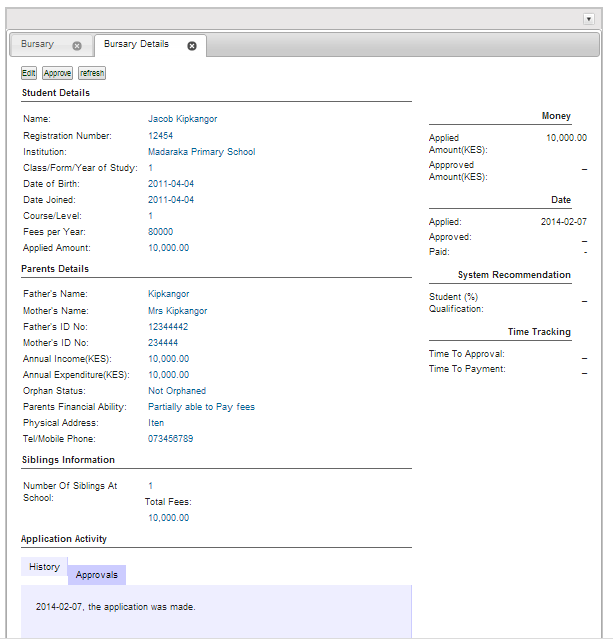 Bursary
Bursary Details
Edit Approve refresh
Student Details
Name: Jacob Kipkangor
Registration Number: 12454
Institution: Madaraka Primary School
Class/Form/Year of Study: 1
Date of Birth: 2011-04-04
Date Joined: 2011-04-04
Course/Level: 1
Fees per Year: 80000
Applied Amount: 10,000.00
Parents Details
Father's Name: Kipkangor
Mother's Name: Mrs Kipkangor
Father's ID No: 12344442
Mother's ID No: 234444
Annual Income(KES): 10,000.00
Annual Expenditure(KES): 10,000.00
Orphan Status: Not Orphaned
Parents Financial Ability: Partially able to Pay fees
Physical Address: Iten
Tel/Mobile Phone: 073456789
Siblings Information
Number Of Siblings At 1
School:
Total Fees:
10,000.00
Application Activity
History
Approvals
2014-02-07, the application was made.
Money
Applied 10,000.00
Amount(KES):
Appproved _
Amount(KES):
Date
Applied: 2014-02-07
Approved: _
Paid: -
System Recommendation
Student (%) _
Qualification:
Time Tracking
Time To Approval: _
Time To Payment: _